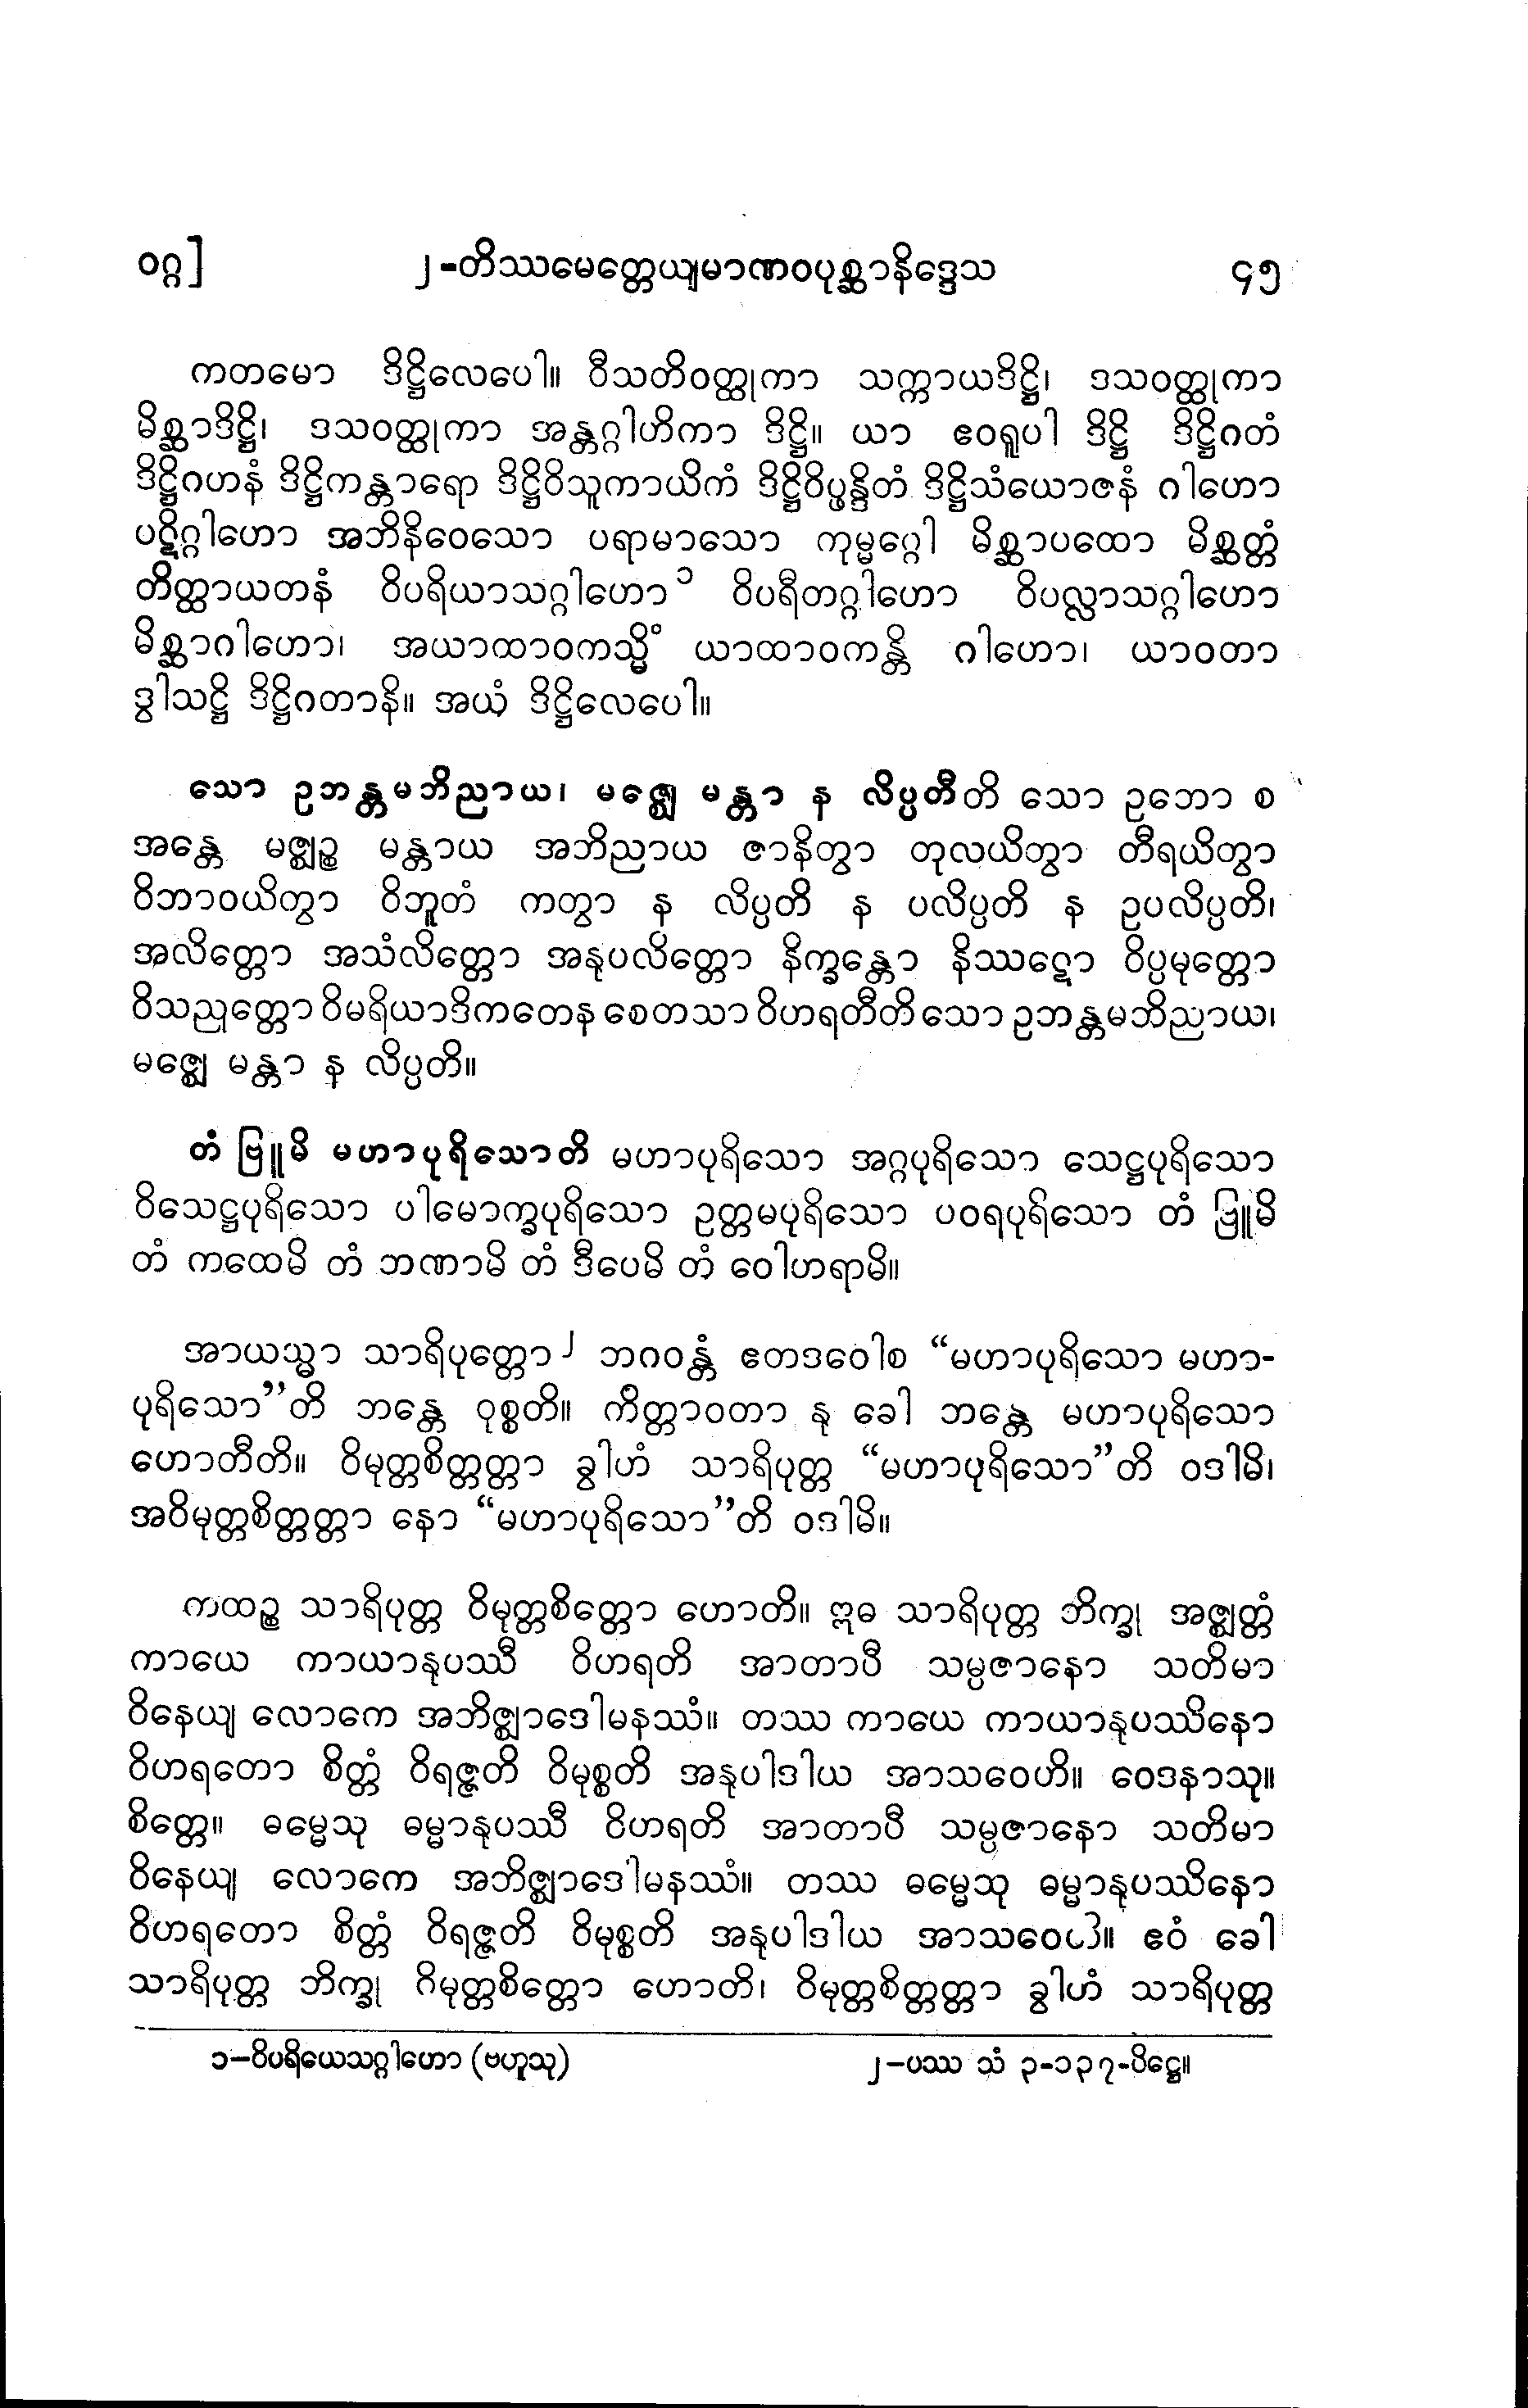 ဝဂ္ဂ] ၂-တိဿမေတ္တေယျမာဏဝပုစ္ဆာနိဒ္ဒေသ ၄၅
ကတမော ဒိဋ္ဌိလေပေါ။ ဝီသတိဝတ္ထုကာ သက္ကာယဒိဋ္ဌိ၊ ဒသဝတ္ထုကာ
မိစ္ဆာဒိဋ္ဌိ၊ ဒသဝတ္ထုကာ အန္တဂ္ဂါဟိကာ ဒိဋ္ဌိ။ ယာ ဧဝရူပါ ဒိဋ္ဌိ ဒိဋ္ဌိဂတံ
ဒိဋ္ဌိဂဟနံ ဒိဋ္ဌိကန္တာရော ဒိဋ္ဌိဝိသူကာယိကံ ဒိဋ္ဌိဝိပ္ဖန္ဒိတံ ဒိဋ္ဌိသံယောဇနံ ဂါဟော
ပဋိဂ္ဂါဟော အဘိနိဝေသော ပရာမာသော ကုမ္မဂ္ဂေါ မိစ္ဆာပထော မိစ္ဆတ္တံ
တိတ္ထာယတနံ ဝိပရိယာသဂ္ဂါဟော၁ ဝိပရီတဂ္ဂါဟော ဝိပလ္လာသဂ္ဂါဟော
မိစ္ဆာဂါဟော၊ အယာထာဝကသ္မိံ ယာထာဝကန္တိ ဂါဟော၊ ယာဝတာ
ဒွါသဋ္ဌိ ဒိဋ္ဌိဂတာနိ။ အယံ ဒိဋ္ဌိလေပေါ။
သော ဥဘန္တမဘိညာယ၊ မဇ္ဈေ မန္တာ န လိပ္ပတီတိ သော ဥဘော စ
အန္တေ မဇ္ဈဉ္စ မန္တာယ အဘိညာယ ဇာနိတွာ တုလယိတွာ တီရယိတွာ
ဝိဘာဝယိတွာ ဝိဘူတံ ကတွာ န လိပ္ပတိ န ပလိပ္ပတိ န ဥပလိပ္ပတိ၊
အလိတ္တော အသံလိတ္တော အနုပလိတ္တော နိက္ခန္တော နိဿဋော ဝိပ္ပမုတ္တော
ဝိသညုတ္တော ဝိမရိယာဒိကတေန စေတသာ ဝိဟရတီတိ သော ဥဘန္တမဘိညာယ၊
မဇ္ဈေ မန္တာ န လိပ္ပတိ။
တံ ဗြူမိ မဟာပုရိသောတိ မဟာပုရိသော အဂ္ဂပုရိသော သေဋ္ဌပုရိသော
ဝိသေဋ္ဌပုရိသော ပါမောက္ခပုရိသော ဥတ္တမပုရိသော ပဝရပုရိသော တံ ဗြူမိ
တံ ကထေမိ တံ ဘဏာမိ တံ ဒီပေမိ တံ ဝေါဟရာမိ။
အာယသ္မာ သာရိပုတ္တော၂ ဘဂဝန္တံ ဧတဒဝေါစ “မဟာပုရိသော မဟာ-
ပုရိသော”တိ ဘန္တေ ဝုစ္စတိ။ ကိတ္တာဝတာ နု ခေါ ဘန္တေ မဟာပုရိသော
ဟောတီတိ။ ဝိမုတ္တစိတ္တတ္တာ ခွါဟံ သာရိပုတ္တ “မဟာပုရိသော”တိ ဝဒါမိ၊
အဝိမုတ္တစိတ္တတ္တာ နော “မဟာပုရိသော”တိ ဝဒါမိ။
ကထဉ္စ သာရိပုတ္တ ဝိမုတ္တစိတ္တော ဟောတိ။ ဣဓ သာရိပုတ္တ ဘိက္ခု အဇ္ဈတ္တံ
ကာယေ ကာယာနုပဿီ ဝိဟရတိ အာတာပီ သမ္ပဇာနော သတိမာ
ဝိနေယျ လောကေ အဘိဇ္ဈာဒေါမနဿံ။ တဿ ကာယေ ကာယာနုပဿိနော
ဝိဟရတော စိတ္တံ ဝိရဇ္ဇတိ ဝိမုစ္စတိ အနုပါဒါယ အာသဝေဟိ။ ဝေဒနာသု။
စိတ္တေ။ ဓမ္မေသု ဓမ္မာနုပဿီ ဝိဟရတိ အာတာပီ သမ္ပဇာနော သတိမာ
ဝိနေယျ လောကေ အဘိဇ္ဈာဒေါမနဿံ။ တဿ ဓမ္မေသု ဓမ္မာနုပဿိနော
ဝိဟရတော စိတ္တံ ဝိရဇ္ဇတိ ဝိမုစ္စတိ အနုပါဒါယ ဧဝံ ခေါ
သာရိပုတ္တ ဘိက္ခု ဝိမုတ္တစိတ္တော ဟောတိ၊ ဝိမုတ္တစိတ္တတ္တာ ခွါဟံ သာရိပုတ္တ
၁-ဝိပရိယေသဂ္ဂါဟော (ဗဟူသု) ၂-ပဿ သံ ၃-၁၃၇-ပိဋ္ဌေ။